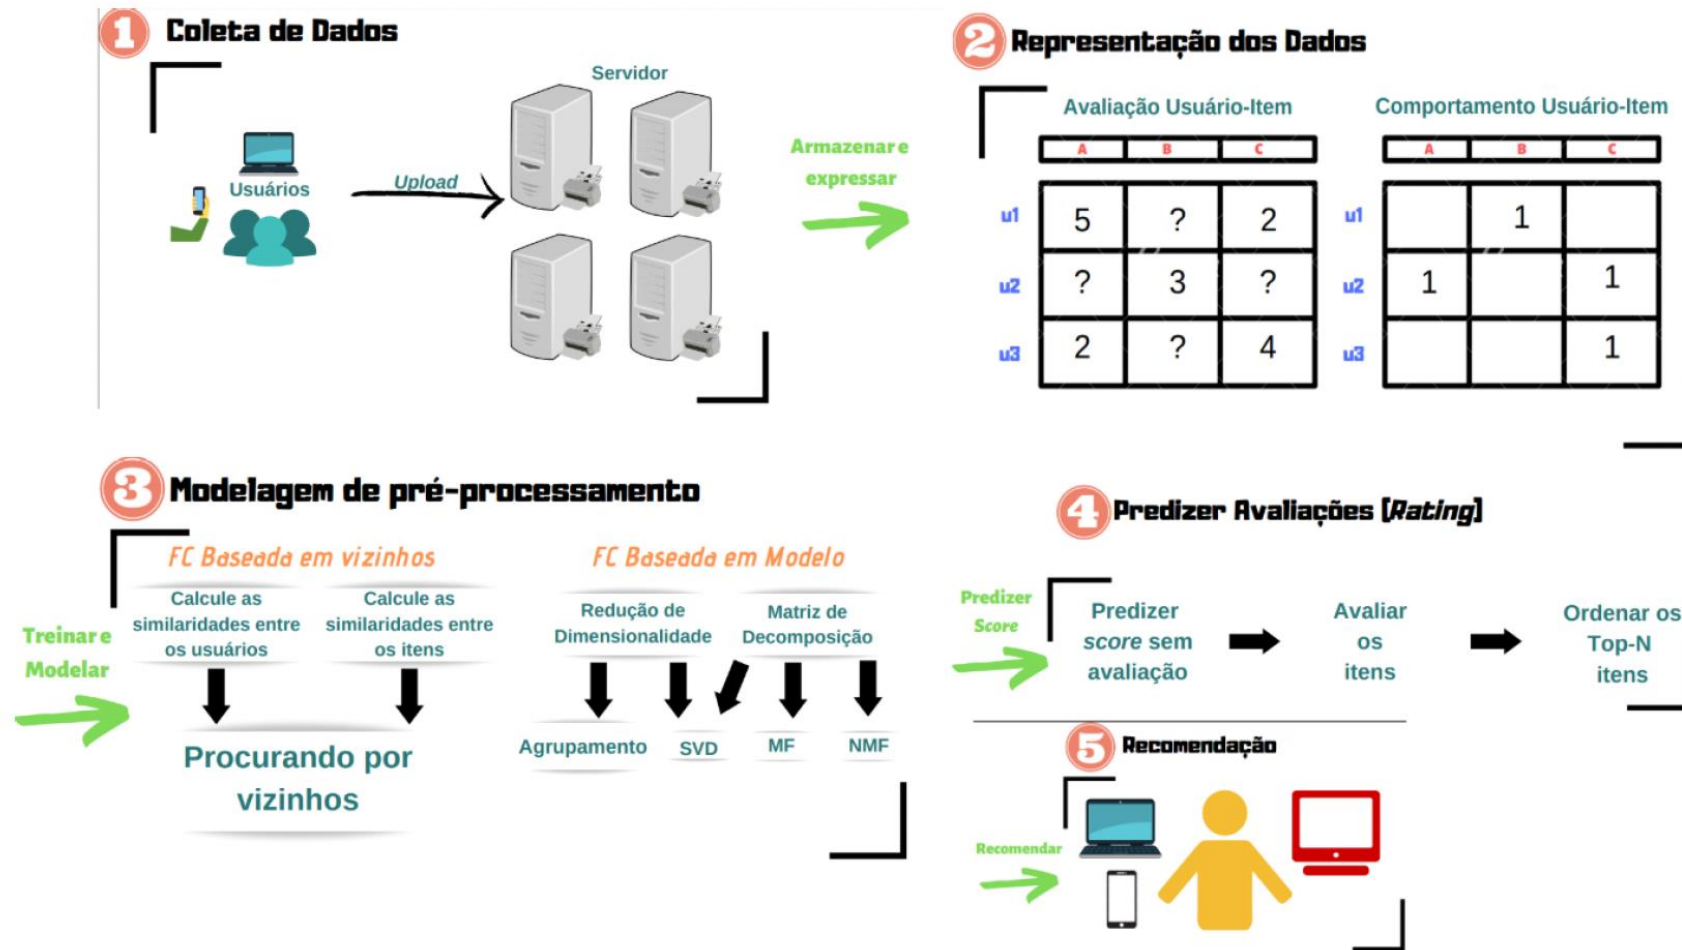 1 Coleta de Dados
Servidor
Usuários
Upload
Armazenar e
expressar
2 Representação dos Dados
Avaliação Usuário-Item
A B C
u1 5 ? 2
u2 ? 3 ?
u3 2 ? 4
Comportamento Usuário-Item
A B C
u1 1
u2 1 1
u3 1
3 Modelagem de pré-processamento
Treinar e
Modelar
FC Baseada em vizinhos
Calcule as
similaridades entre
os usuários
Calcule as
similaridades entre
os itens
Procurando por
vizinhos
FC Baseada em Modelo
Redução de
Dimensionalidade
Matriz de
Decomposição
Agrupamento SVD MF NMF
4 Predizer Avaliações [Rating]
Predizer
Score
Predizer
score sem
avaliação
Avaliar
os
itens
Ordenar os
Top-N
itens
5 Recomendação
Recomendar